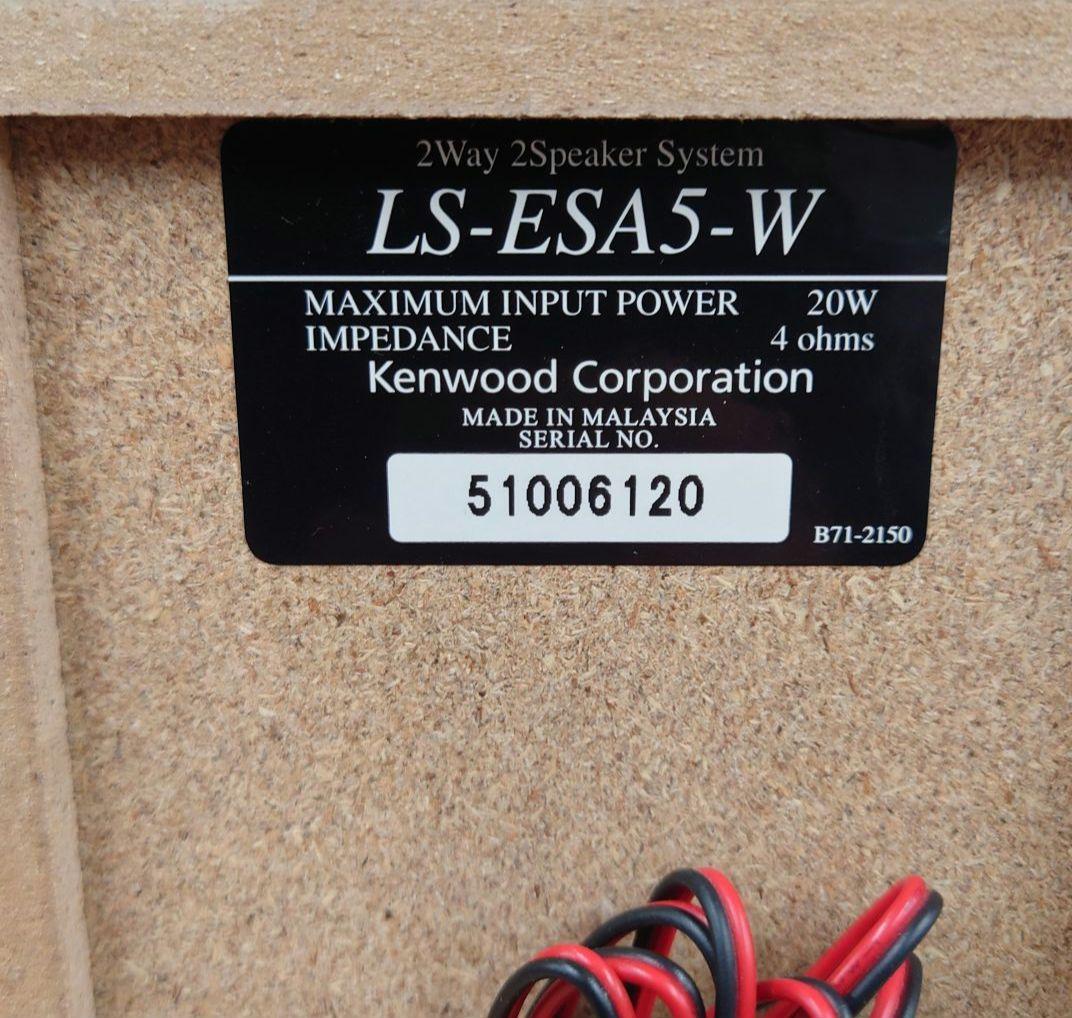 2Way 2Speaker System
LS-ESA5-W
MAXIMUM INPUT POWER 20W
IMPEDANCE 4 ohms
Kenwood Corporation
MADE IN MALAYSIA
SERIAL NO.
51006120
B71-2150